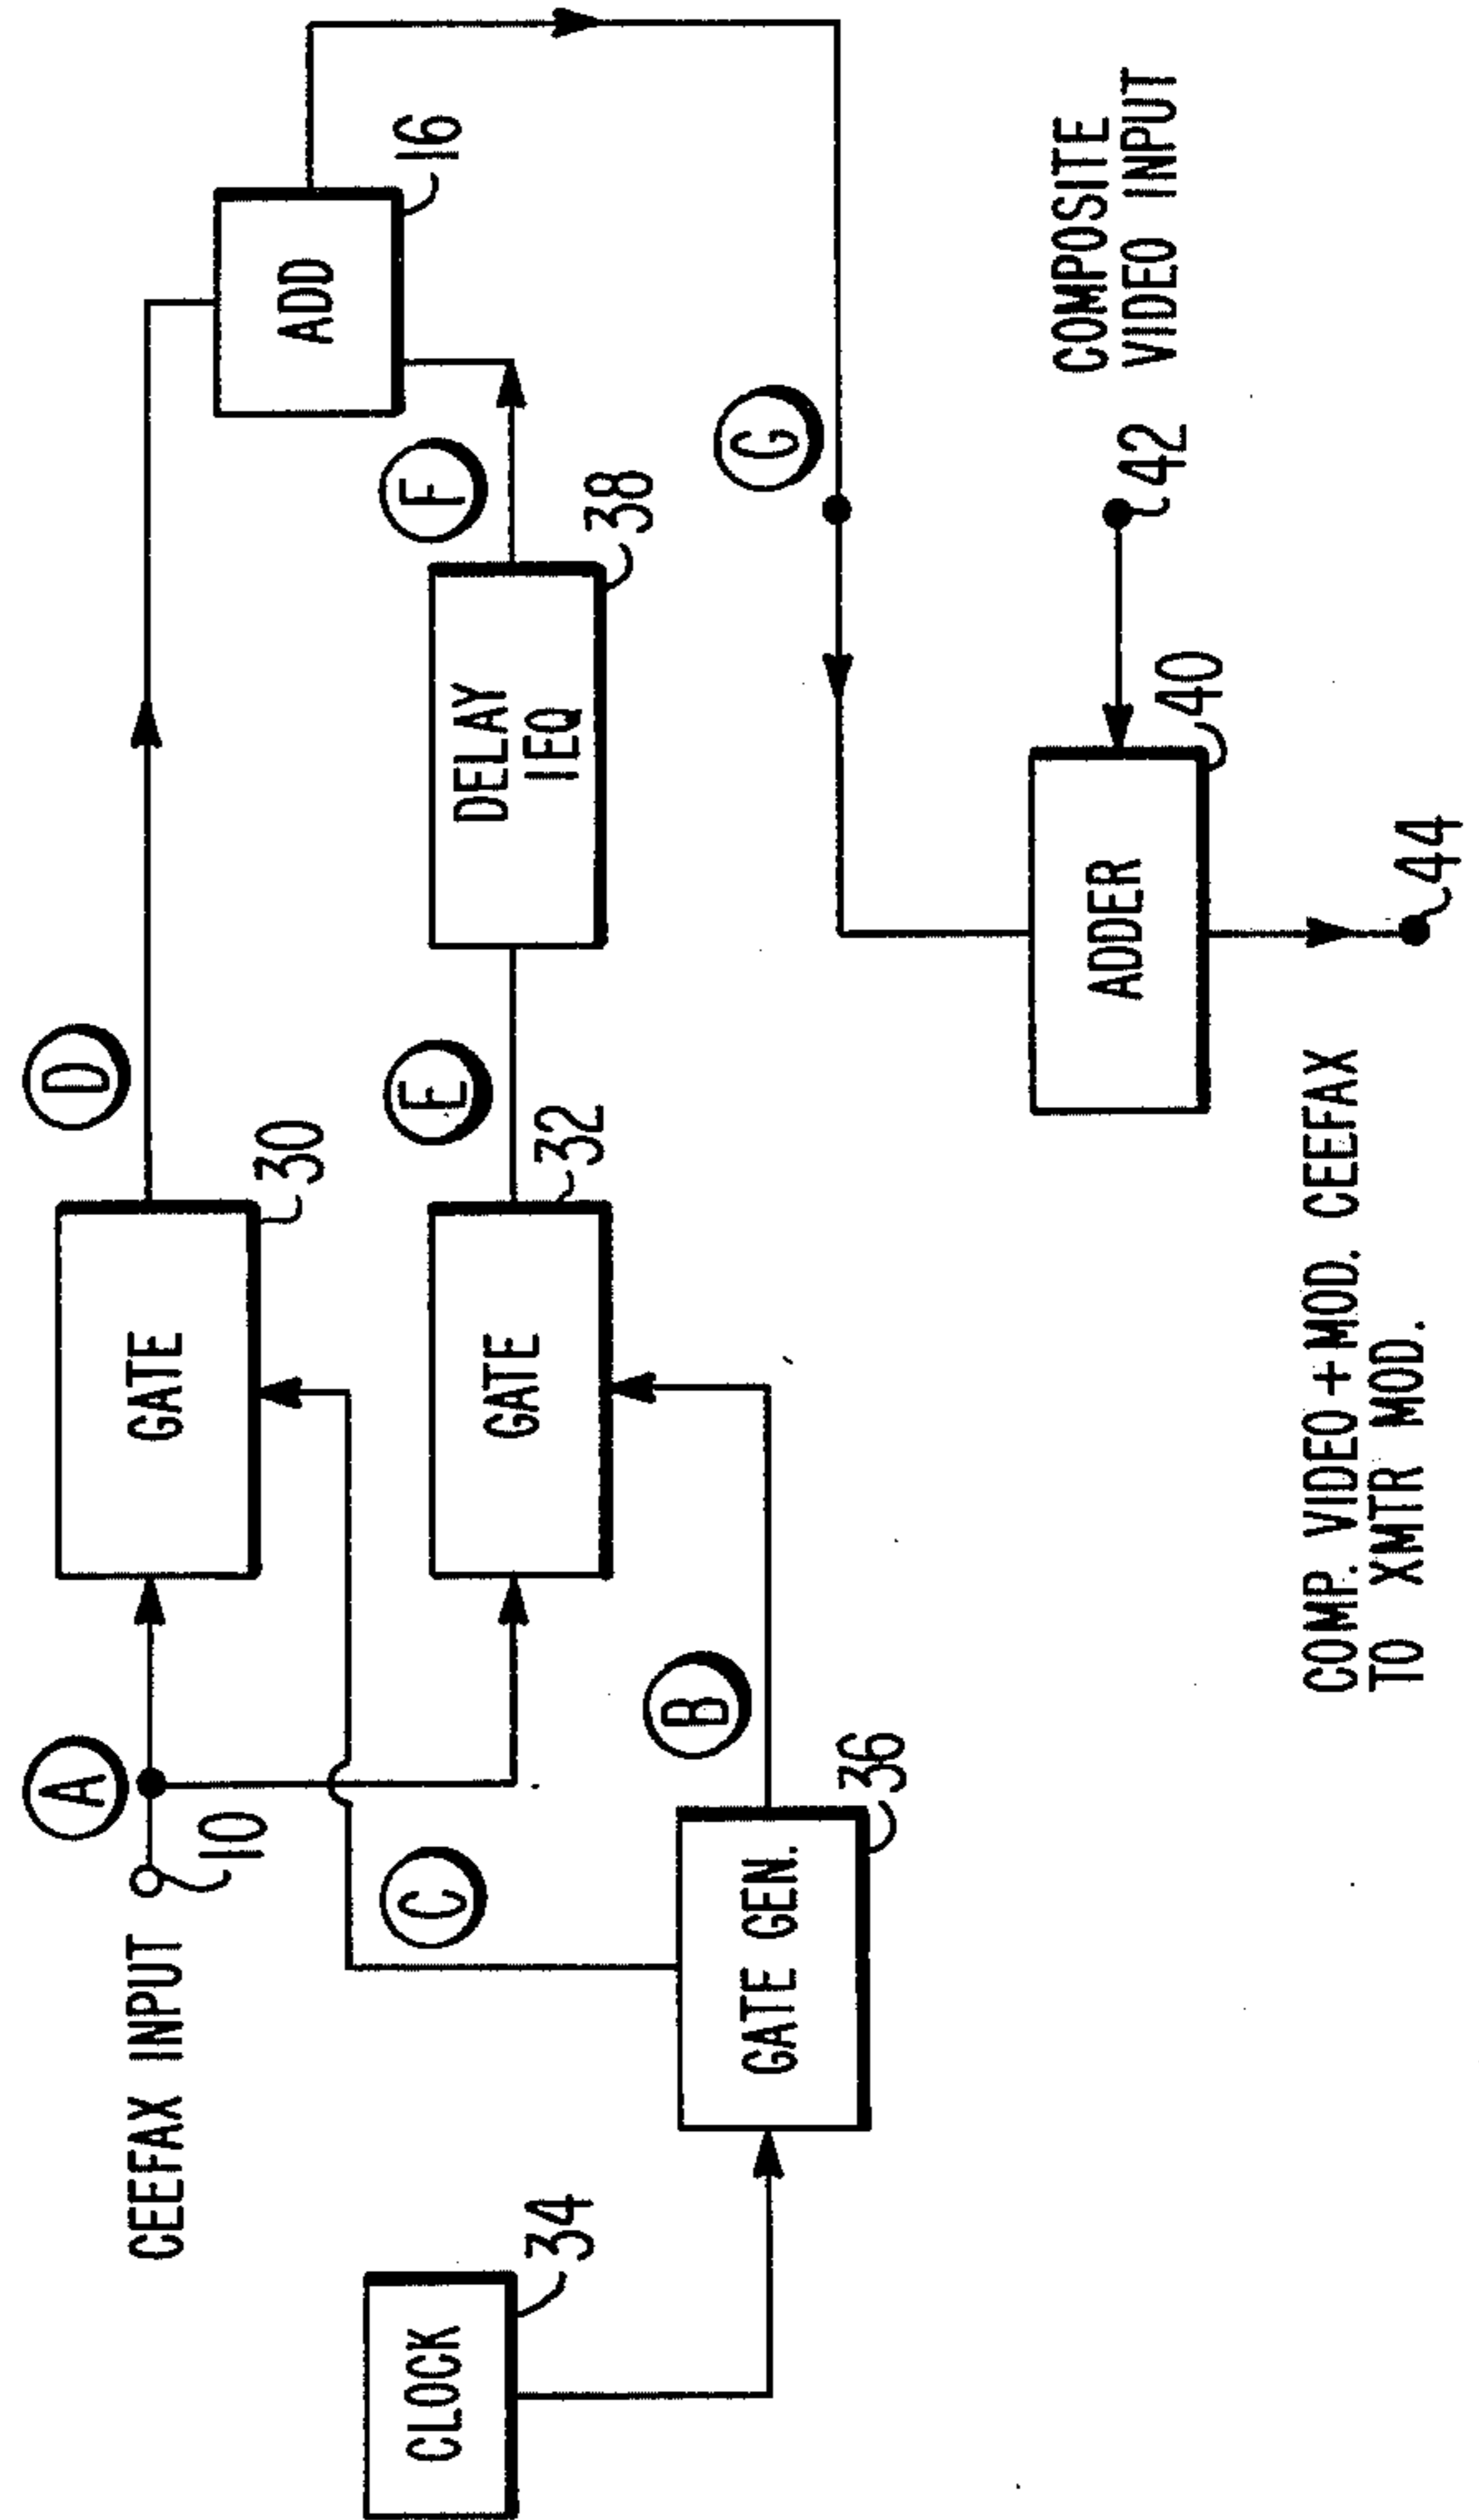 A
D
CEEFAX INPUT
10
GATE
30
ADD
16
CLOCK
34
C
GATE
32
E
DELAY
1EQ
38
F
GATE GEN.
36
B
G
ADDER
40
42
COMPOSITE
VIDEO INPUT
44
COMP. VIDEO + MOD. CEEFAX
TO XMTR MOD.